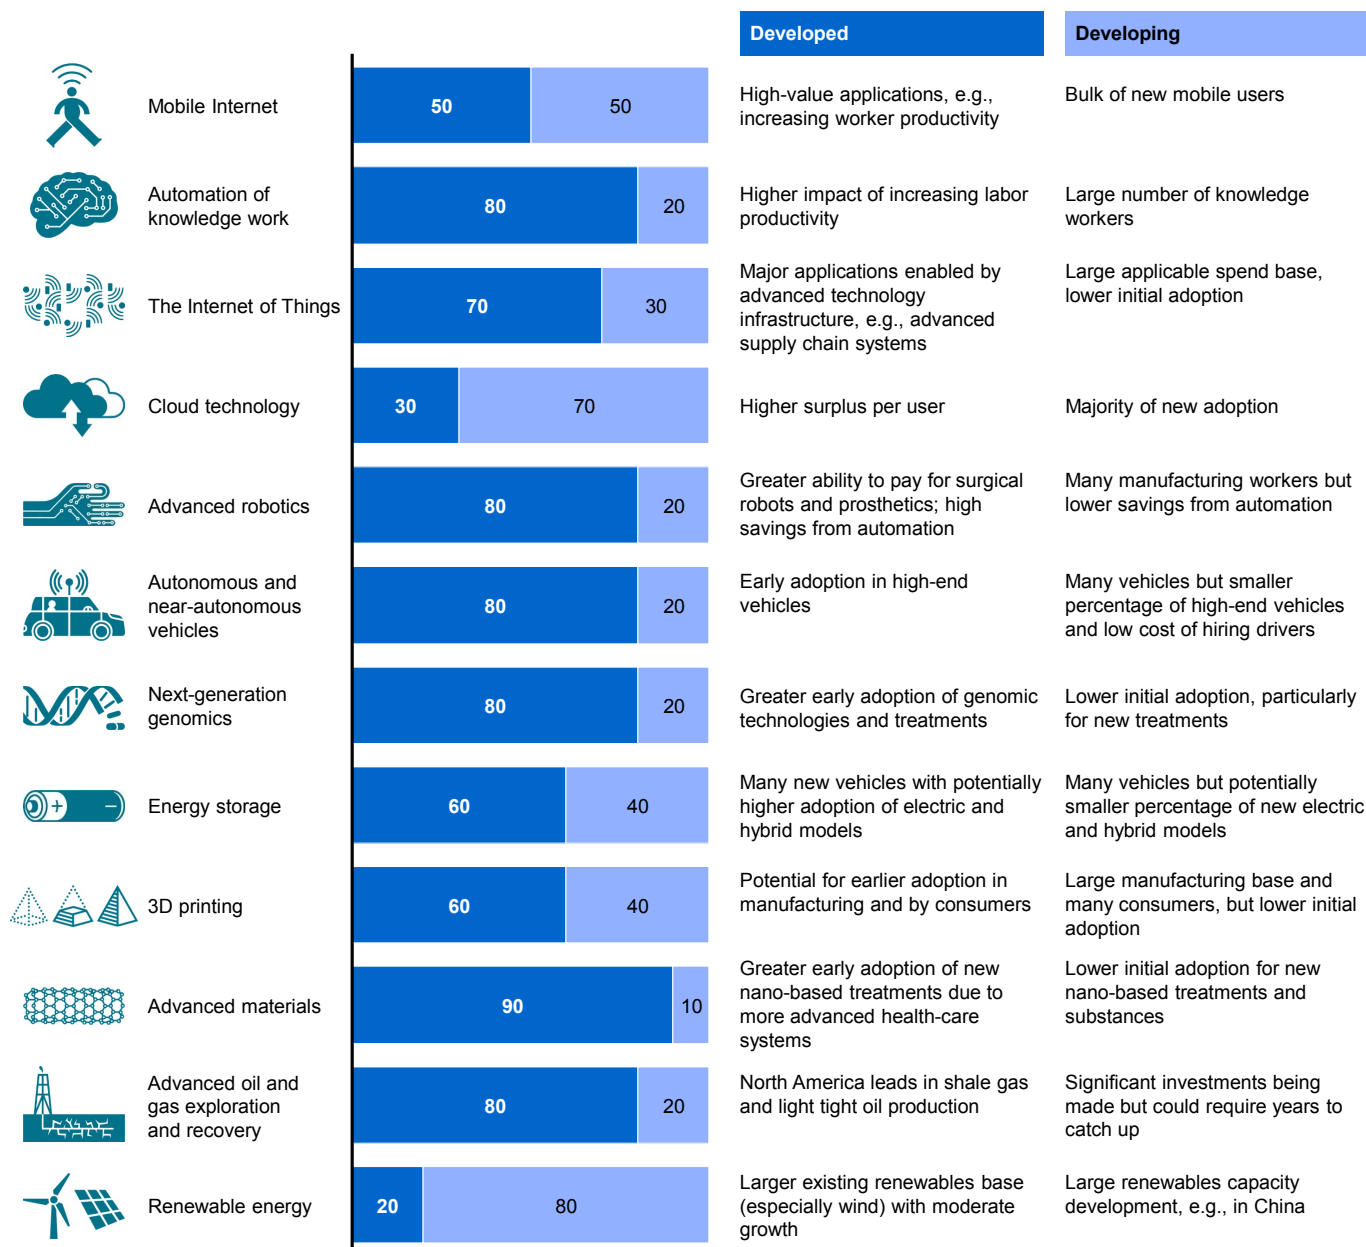 Developed
Developing
Mobile Internet
50
50
High-value applications, e.g.,
increasing worker productivity
Bulk of new mobile users
Automation of
knowledge work
80
20
Higher impact of increasing labor
productivity
Large number of knowledge
workers
The Internet of Things
70
30
Major applications enabled by
advanced technology
infrastructure, e.g., advanced
supply chain systems
Large applicable spend base,
lower initial adoption
Cloud technology
30
70
Higher surplus per user
Majority of new adoption
Advanced robotics
80
20
Greater ability to pay for surgical
robots and prosthetics; high
savings from automation
Many manufacturing workers but
lower savings from automation
Autonomous and
near-autonomous
vehicles
80
20
Early adoption in high-end
vehicles
Many vehicles but smaller
percentage of high-end vehicles
and low cost of hiring drivers
Next-generation
genomics
80
20
Greater early adoption of genomic
technologies and treatments
Lower initial adoption, particularly
for new treatments
Energy storage
60
40
Many new vehicles with potentially
higher adoption of electric and
hybrid models
Many vehicles but potentially
smaller percentage of new electric
and hybrid models
3D printing
60
40
Potential for earlier adoption in
manufacturing and by consumers
Large manufacturing base and
many consumers, but lower initial
adoption
Advanced materials
90
10
Greater early adoption of new
nano-based treatments due to
more advanced health-care
systems
Lower initial adoption for new
nano-based treatments and
substances
Advanced oil and
gas exploration
and recovery
80
20
North America leads in shale gas
and light tight oil production
Significant investments being
made but could require years to
catch up
Renewable energy
20
80
Larger existing renewables base
(especially wind) with moderate
growth
Large renewables capacity
development, e.g., in China